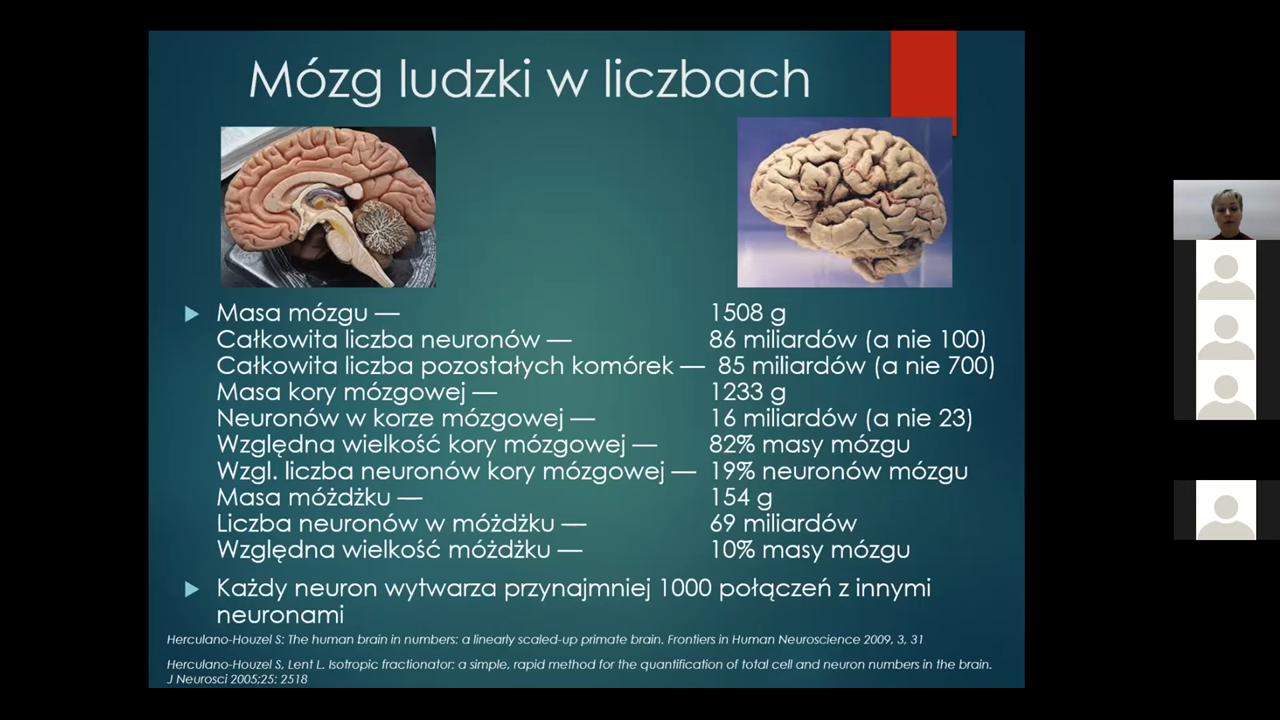 Mózg ludzki w liczbach
Masa mózgu — 1508 g
Całkowita liczba neuronów — 86 miliardów (a nie 100)
Całkowita liczba pozostałych komórek — 85 miliardów (a nie 700)
Masa kory mózgowej — 1233 g
Neuronów w korze mózgowej — 16 miliardów (a nie 23)
Względna wielkość kory mózgowej — 82% masy mózgu
Wzgl. liczba neuronów kory mózgowej — 19% neuronów mózgu
Masa móżdżku — 154 g
Liczba neuronów w móżdżku — 69 miliardów
Względna wielkość móżdżku — 10% masy mózgu
Każdy neuron wytwarza przynajmniej 1000 połączeń z innymi
neuronami
Herculano-Houzel S: The human brain in numbers: a linearly scaled-up primate brain. Frontiers in Human Neuroscience 2009, 3, 31
Herculano-Houzel S, Lent L. Isotropic fractionator: a simple, rapid method for the quantification of total cell and neuron numbers in the brain.
J Neurosci 2005;25: 2518